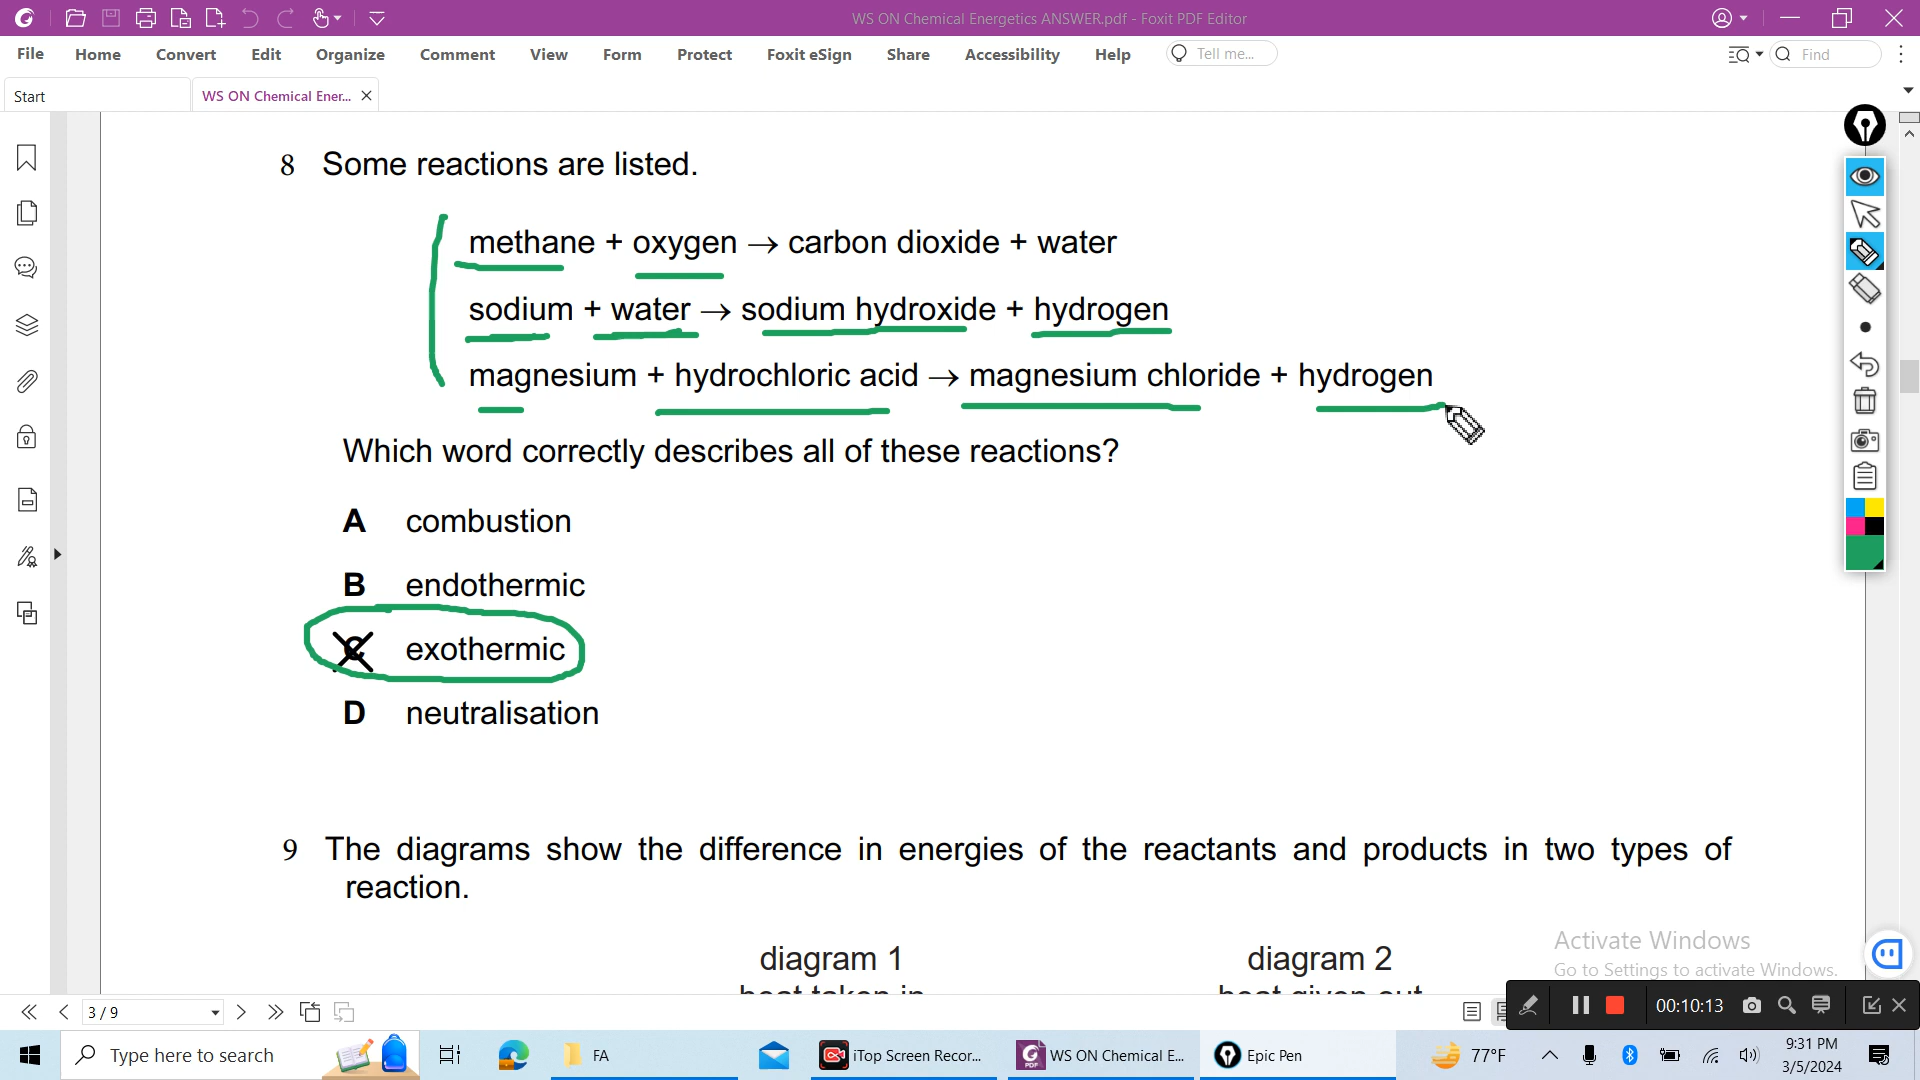 WS ON Chemical Energetics ANSWER.pdf - Foxit PDF Editor
File Home Convert Edit Organize Comment View Form Protect Foxit eSign Share Accessibility Help Tell me... Find
Start WS ON Chemical Ener...
8 Some reactions are listed.
methane + oxygen → carbon dioxide + water
sodium + water → sodium hydroxide + hydrogen
magnesium + hydrochloric acid → magnesium chloride + hydrogen
Which word correctly describes all of these reactions?
A combustion
B endothermic
C exothermic
D neutralisation
9 The diagrams show the difference in energies of the reactants and products in two types of
reaction.
diagram 1 diagram 2
heat taken in heat given out
Activate Windows
Go to Settings to activate Windows.
3 / 9
00:10:13
Type here to search
FA
iTop Screen Recor...
WS ON Chemical E...
Epic Pen
77°F
9:31 PM
3/5/2024